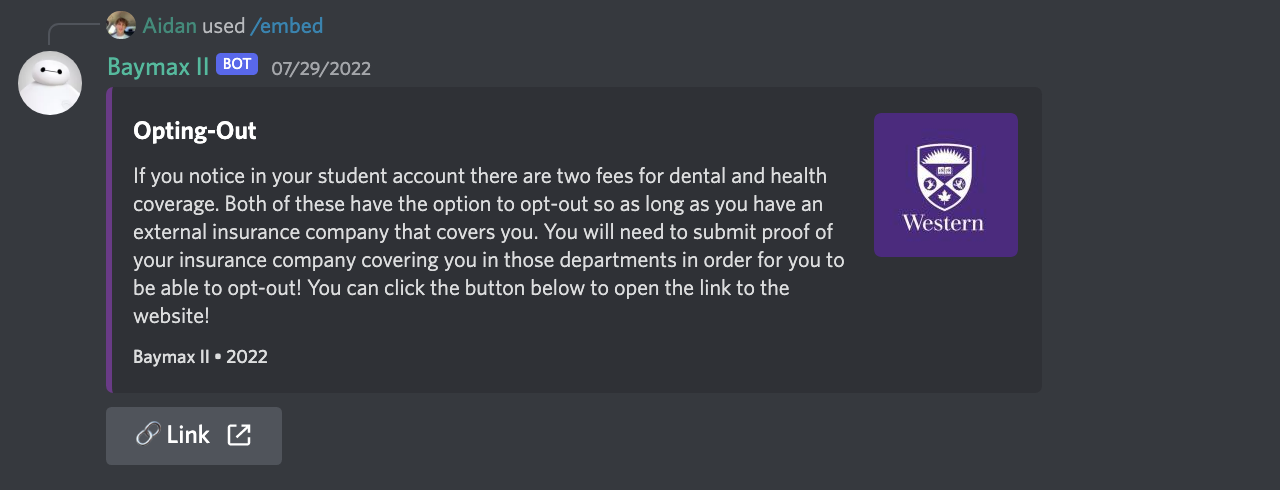 Aidan used /embed
Baymax II BOT 07/29/2022
Opting-Out
If you notice in your student account there are two fees for dental and health
coverage. Both of these have the option to opt-out so as long as you have an
external insurance company that covers you. You will need to submit proof of
your insurance company covering you in those departments in order for you to
be able to opt-out! You can click the button below to open the link to the
website!
Western
Baymax II • 2022
Link